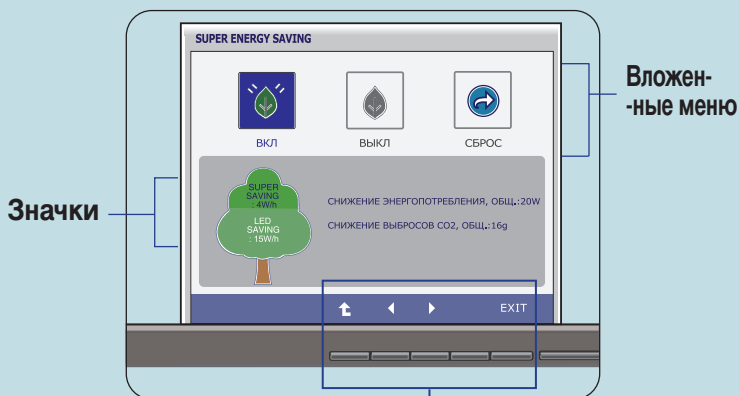 SUPER ENERGY SAVING
ВКЛ
ВЫКЛ
СБРОС
Вложен-
-ные меню
Значки
SUPER
SAVING
: 4W/h
LED
SAVING
: 15W/h
СНИЖЕНИЕ ЭНЕРГОПОТРЕБЛЕНИЯ, ОБЩ.:20W
СНИЖЕНИЕ ВЫБРОСОВ CO2, ОБЩ.:16g
EXIT